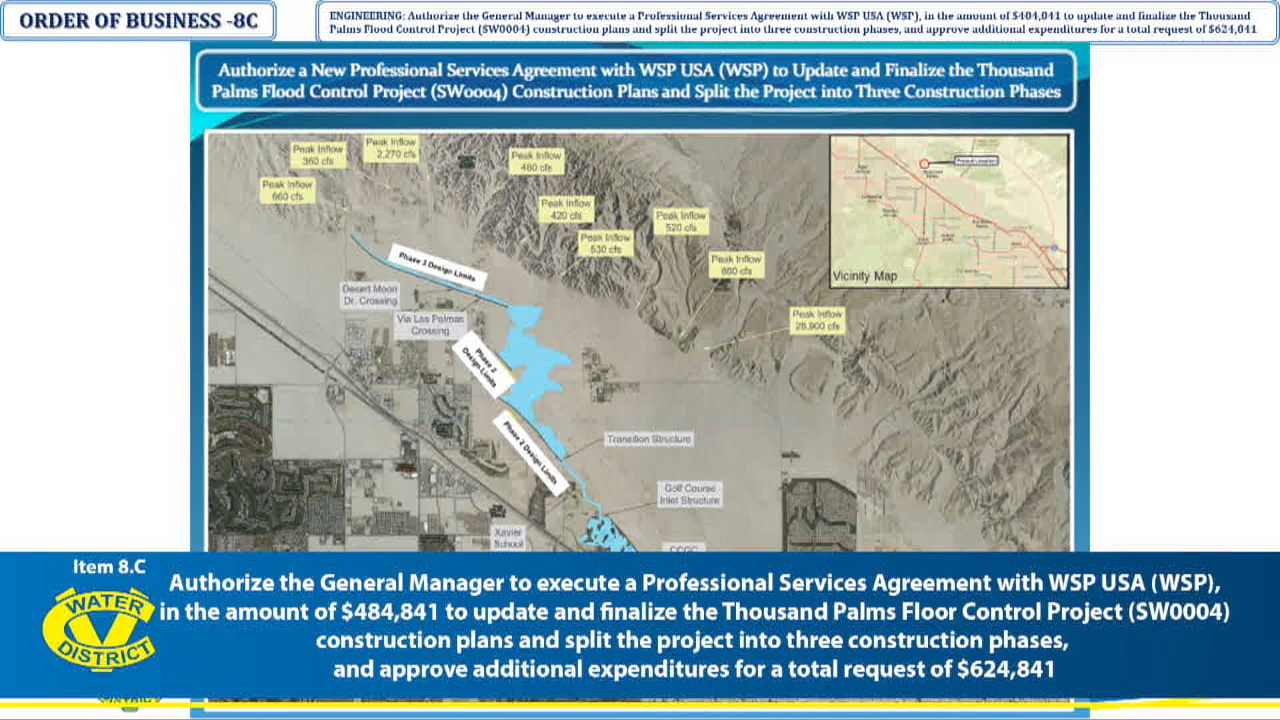 ORDER OF BUSINESS -8C
ENGINEERING: Authorize the General Manager to execute a Professional Services Agreement with WSP USA (WSP), in the amount of $484,841 to update and finalize the Thousand
Palms Flood Control Project (SW0004) construction plans and split the project into three construction phases, and approve additional expenditures for a total request of $624,841
Authorize a New Professional Services Agreement with WSP USA (WSP) to Update and Finalize the Thousand
Palms Flood Control Project (SW0004) Construction Plans and Split the Project into Three Construction Phases
Peak Inflow
360 cfs
Peak Inflow
2,270 cfs
Peak Inflow
460 cfs
Peak Inflow
660 cfs
Peak Inflow
420 cfs
Peak Inflow
520 cfs
Peak Inflow
530 cfs
Peak Inflow
Peak Inflow
28,900 cfs
Vicinity Map
Phase 3 Design Limits
Desert Moon
Dr. Crossing
Via Las Palmas
Crossing
Phase 2
Design Limits
Phase 2 Design Limits
Transition Structure
Golf Course
Inlet Structure
Xavier
School
Item 8.C
Authorize the General Manager to execute a Professional Services Agreement with WSP USA (WSP),
in the amount of $484,841 to update and finalize the Thousand Palms Floor Control Project (SW0004)
construction plans and split the project into three construction phases,
and approve additional expenditures for a total request of $624,841
WATER
CV
DISTRICT